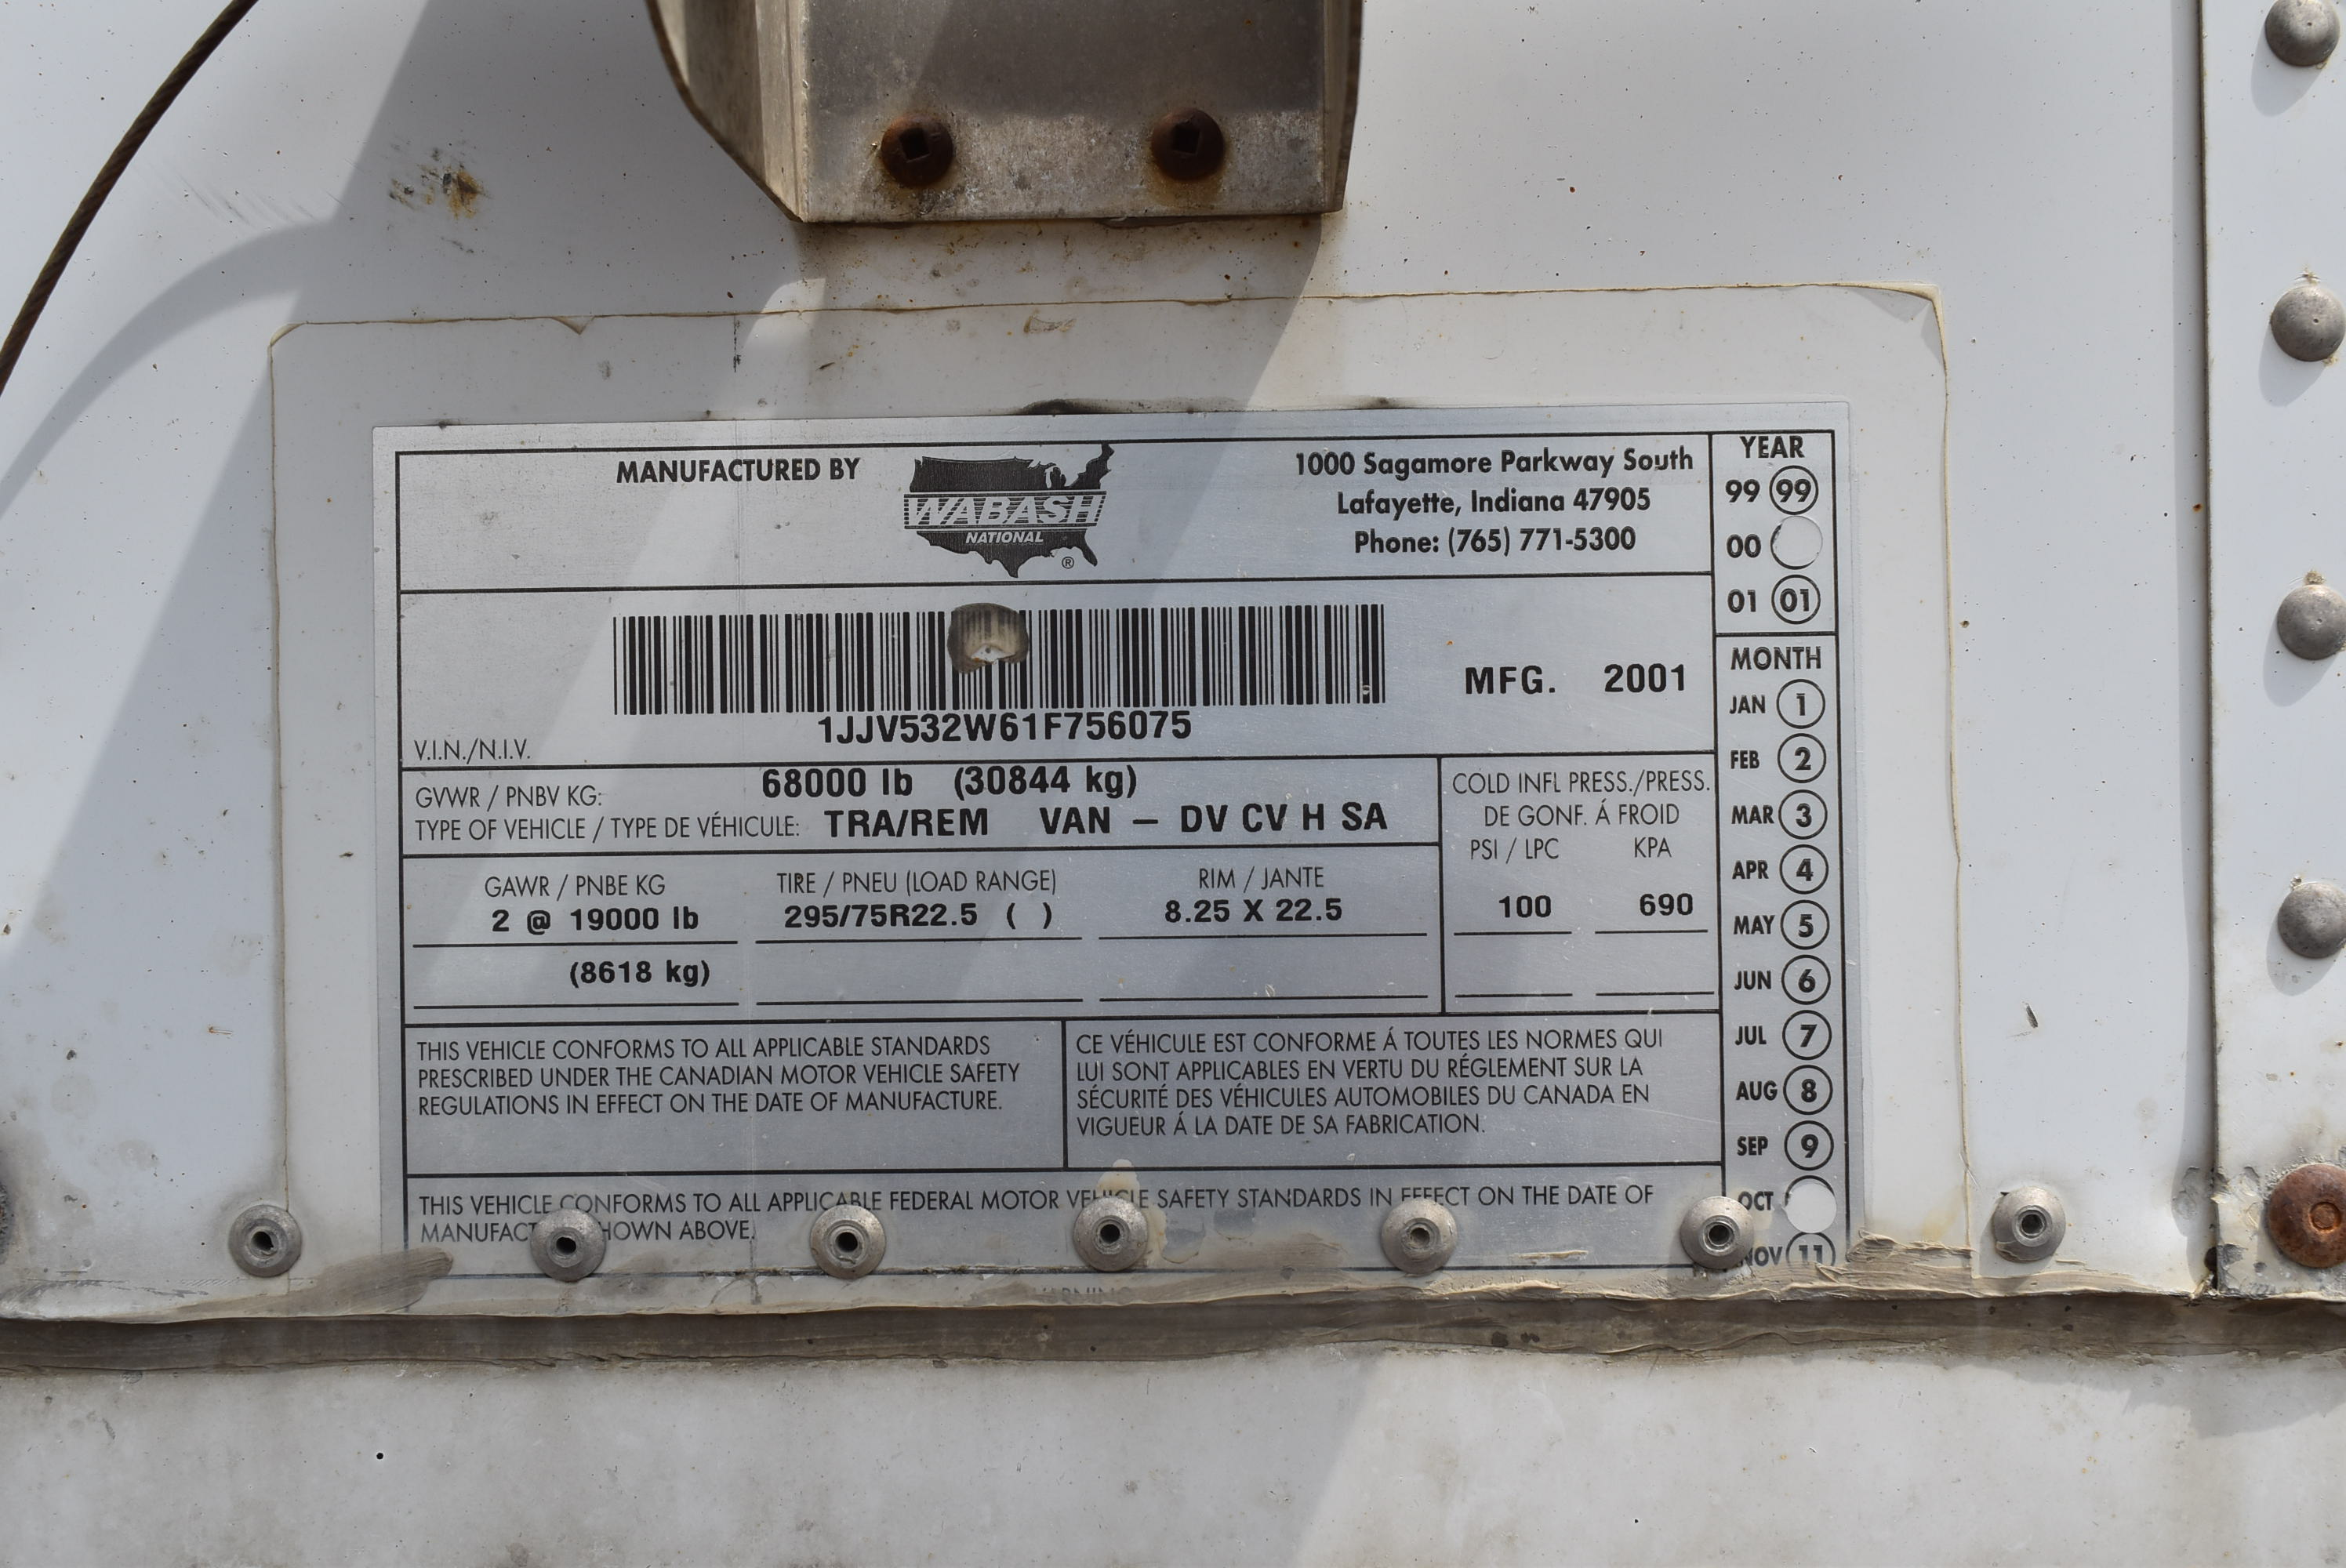 MANUFACTURED BY
WABASH
NATIONAL
®
1000 Sagamore Parkway South
Lafayette, Indiana 47905
Phone: (765) 771-5300
YEAR
99 99
00
01 01
1JJV532W61F756075
MFG. 2001
V.I.N./N.I.V.
GVWR / PNBV KG: 68000 lb (30844 kg)
TYPE OF VEHICLE / TYPE DE VÉHICULE: TRA/REM VAN – DV CV H SA
COLD INFL PRESS./PRESS.
DE GONF. Á FROID
PSI / LPC KPA
100 690
GAWR / PNBE KG TIRE / PNEU (LOAD RANGE) RIM / JANTE
2 @ 19000 lb 295/75R22.5 ( ) 8.25 X 22.5
(8618 kg)
THIS VEHICLE CONFORMS TO ALL APPLICABLE STANDARDS
PRESCRIBED UNDER THE CANADIAN MOTOR VEHICLE SAFETY
REGULATIONS IN EFFECT ON THE DATE OF MANUFACTURE.
CE VÉHICULE EST CONFORME Á TOUTES LES NORMES QUI
LUI SONT APPLICABLES EN VERTU DU RÉGLEMENT SUR LA
SÉCURITÉ DES VÉHICULES AUTOMOBILES DU CANADA EN
VIGUEUR Á LA DATE DE SA FABRICATION.
THIS VEHICLE CONFORMS TO ALL APPLICABLE FEDERAL MOTOR VEHICLE SAFETY STANDARDS IN EFFECT ON THE DATE OF
MANUFACT HOWN ABOVE.
MONTH
JAN 1
FEB 2
MAR 3
APR 4
MAY 5
JUN 6
JUL 7
AUG 8
SEP 9
OCT
NOV 11